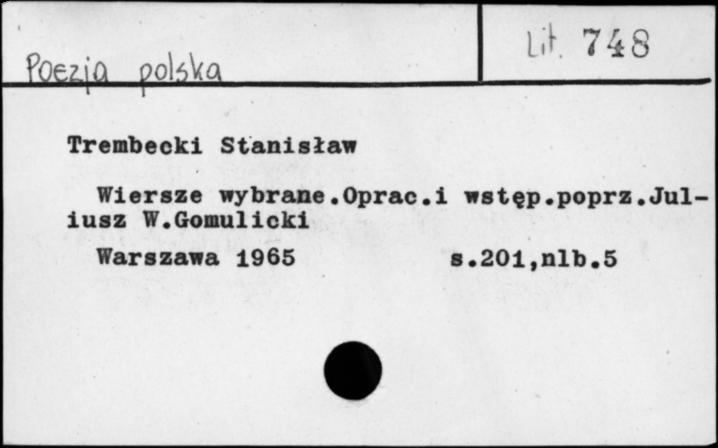 Lit. 748
Poezja polska
Trembecki Stanisław
Wiersze wybrane.Oprac.i wstęp.poprz.Jul-
iusz W.Gomulicki
Warszawa 1965 s.201,nlb.5